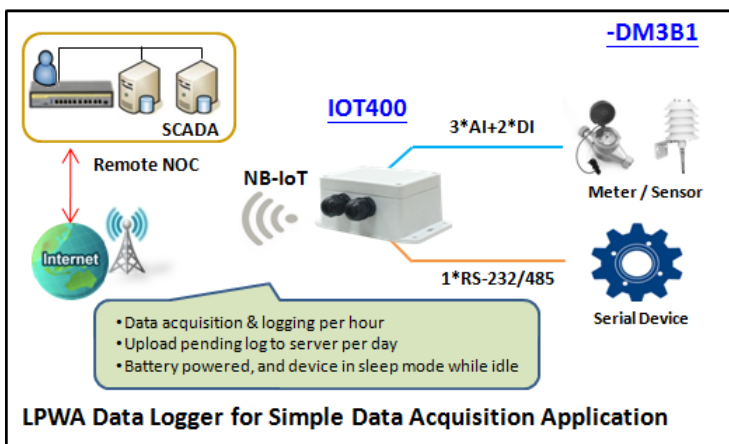 -DM3B1
SCADA
IOT400
3*AI+2*DI
Remote NOC
NB-IoT
Meter / Sensor
Internet
1*RS-232/485
Serial Device
•Data acquisition & logging per hour
•Upload pending log to server per day
•Battery powered, and device in sleep mode while idle
LPWA Data Logger for Simple Data Acquisition Application